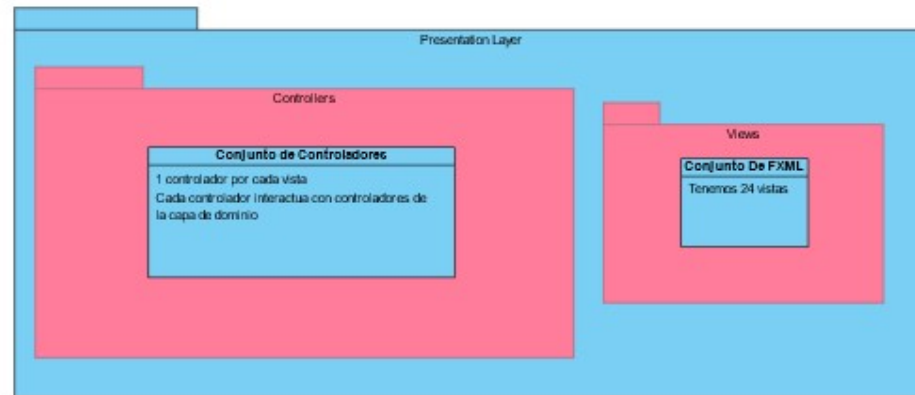 Presentation Layer
Controllers
Conjunto de Controladores
1 controlador por cada vista
Cada controlador interactua con controladores de
la capa de dominio
Views
Conjunto De FXML
Tenemos 24 vistas